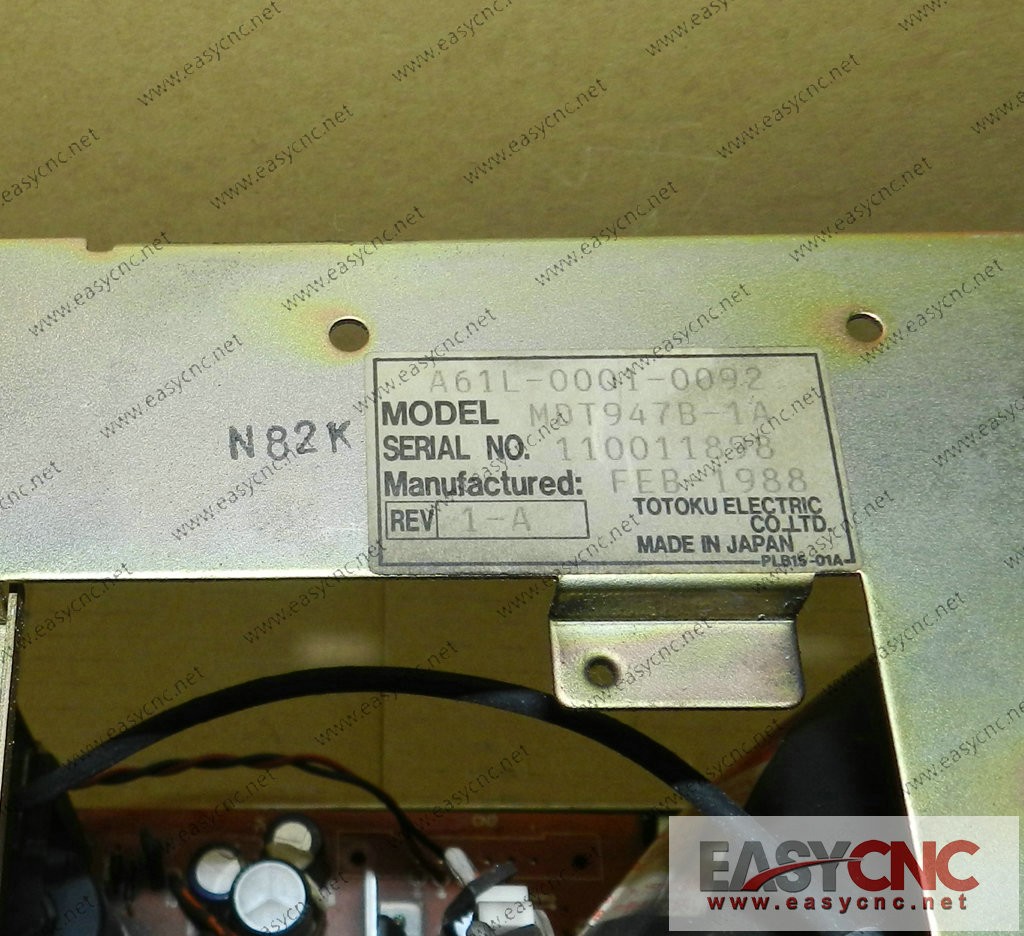 A61L-0001-0092
MODEL MDT947B-1A
N82K
SERIAL NO. 1100118
Manufactured: FEB 1988
REV 1-A
TOTOKU ELECTRIC
CO.,LTD.
MADE IN JAPAN
PLB15-01A
EASYCNC
www.easycnc.net